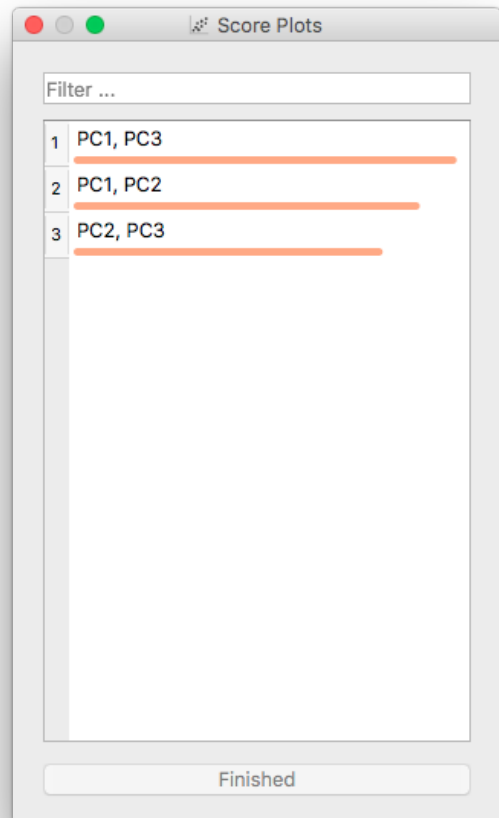 Score Plots
Filter ...
1 PC1, PC3
2 PC1, PC2
3 PC2, PC3
Finished